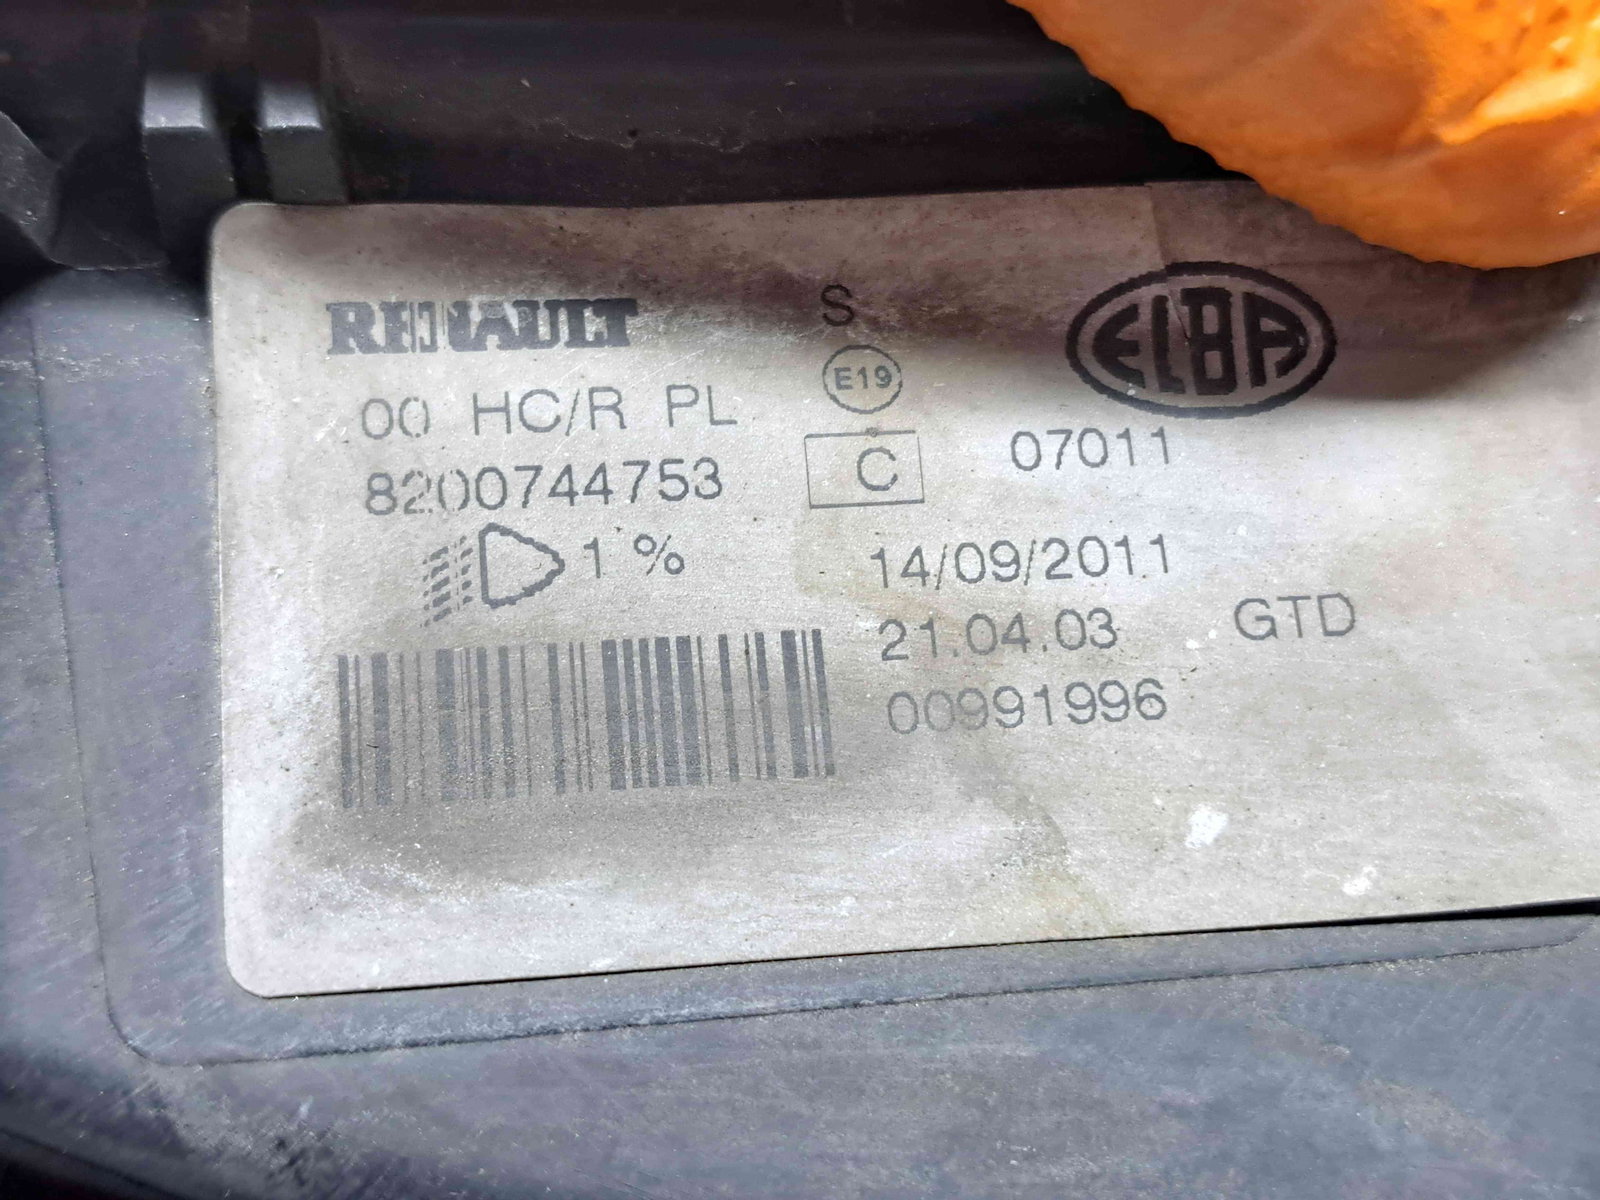 RENAULT
S
ELBA
00 HC/R PL
E19
8200744753
C
07011
1 %
14/09/2011
21.04.03 GTD
00991996